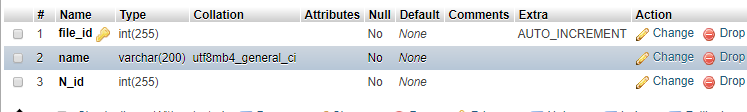 # Name Type Collation Attributes Null Default Comments Extra Action
1 file_id int(255) No None AUTO_INCREMENT Change Drop
2 name varchar(200) utf8mb4_general_ci No None Change Drop
3 N_id int(255) No None Change Drop